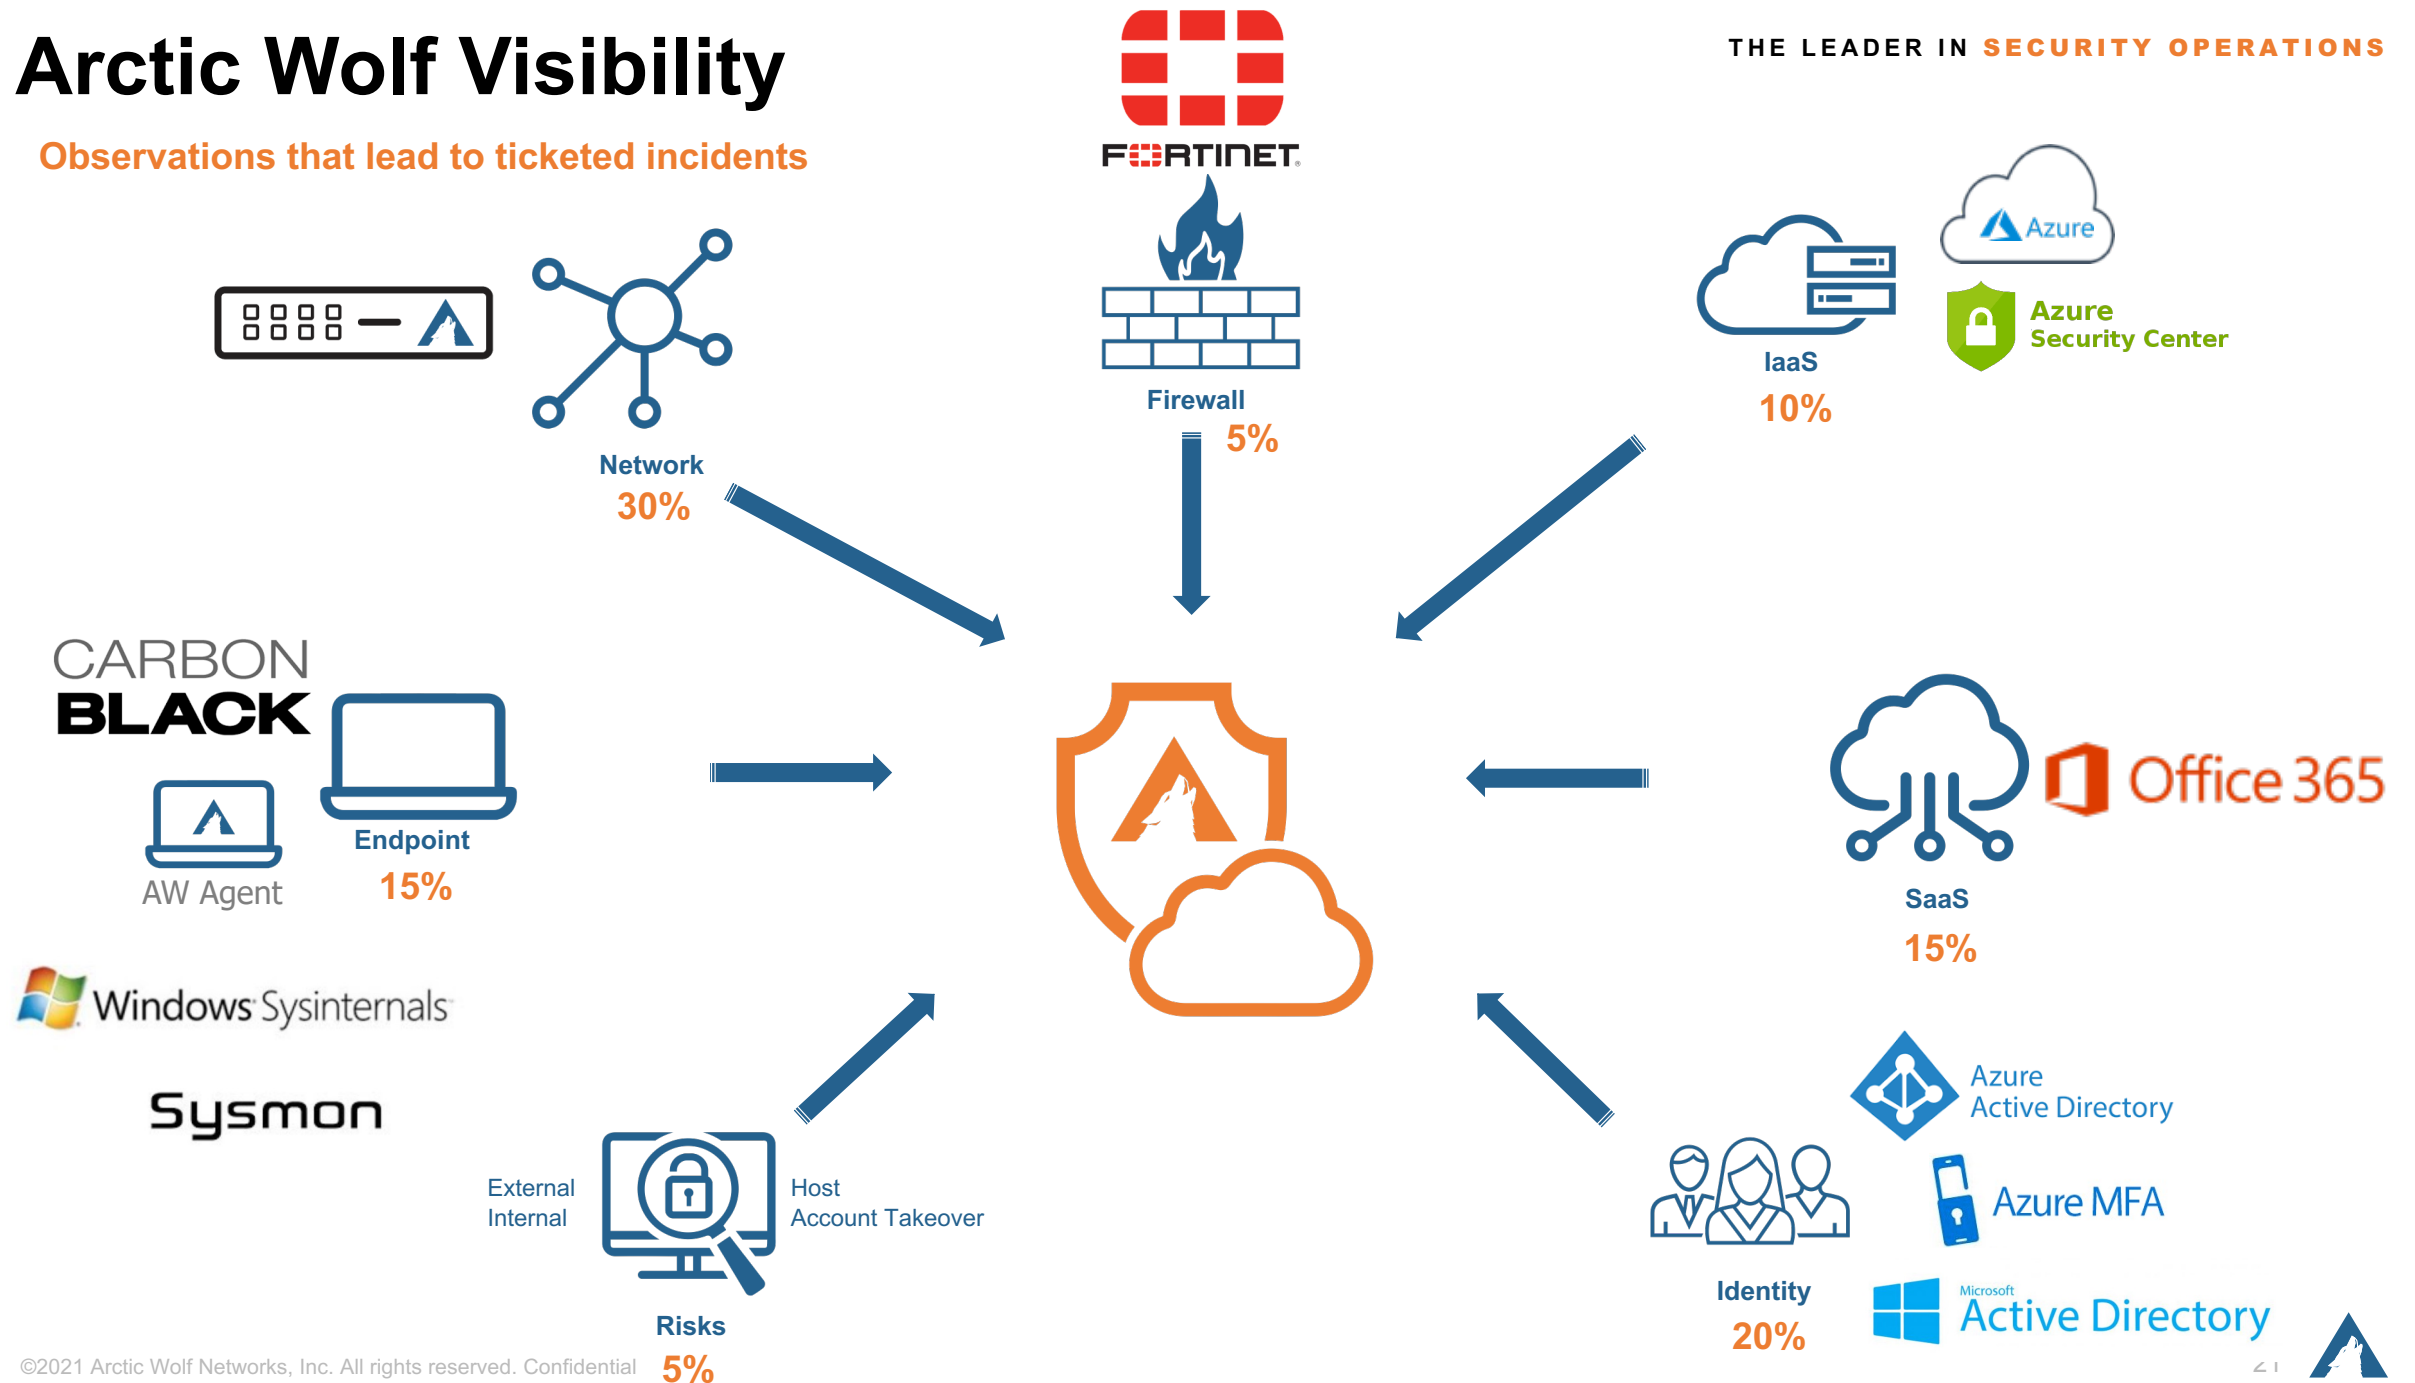 Arctic Wolf Visibility
THE LEADER IN SECURITY OPERATIONS
Observations that lead to ticketed incidents
FORTINET
Firewall
5%
Azure
Azure
Security Center
IaaS
10%
Network
30%
CARBON
BLACK
AW Agent
Endpoint
15%
Windows Sysinternals
Sysmon
Office 365
SaaS
15%
External
Internal
Host
Account Takeover
Risks
5%
Azure
Active Directory
Azure MFA
Microsoft
Active Directory
Identity
20%
©2021 Arctic Wolf Networks, Inc. All rights reserved. Confidential